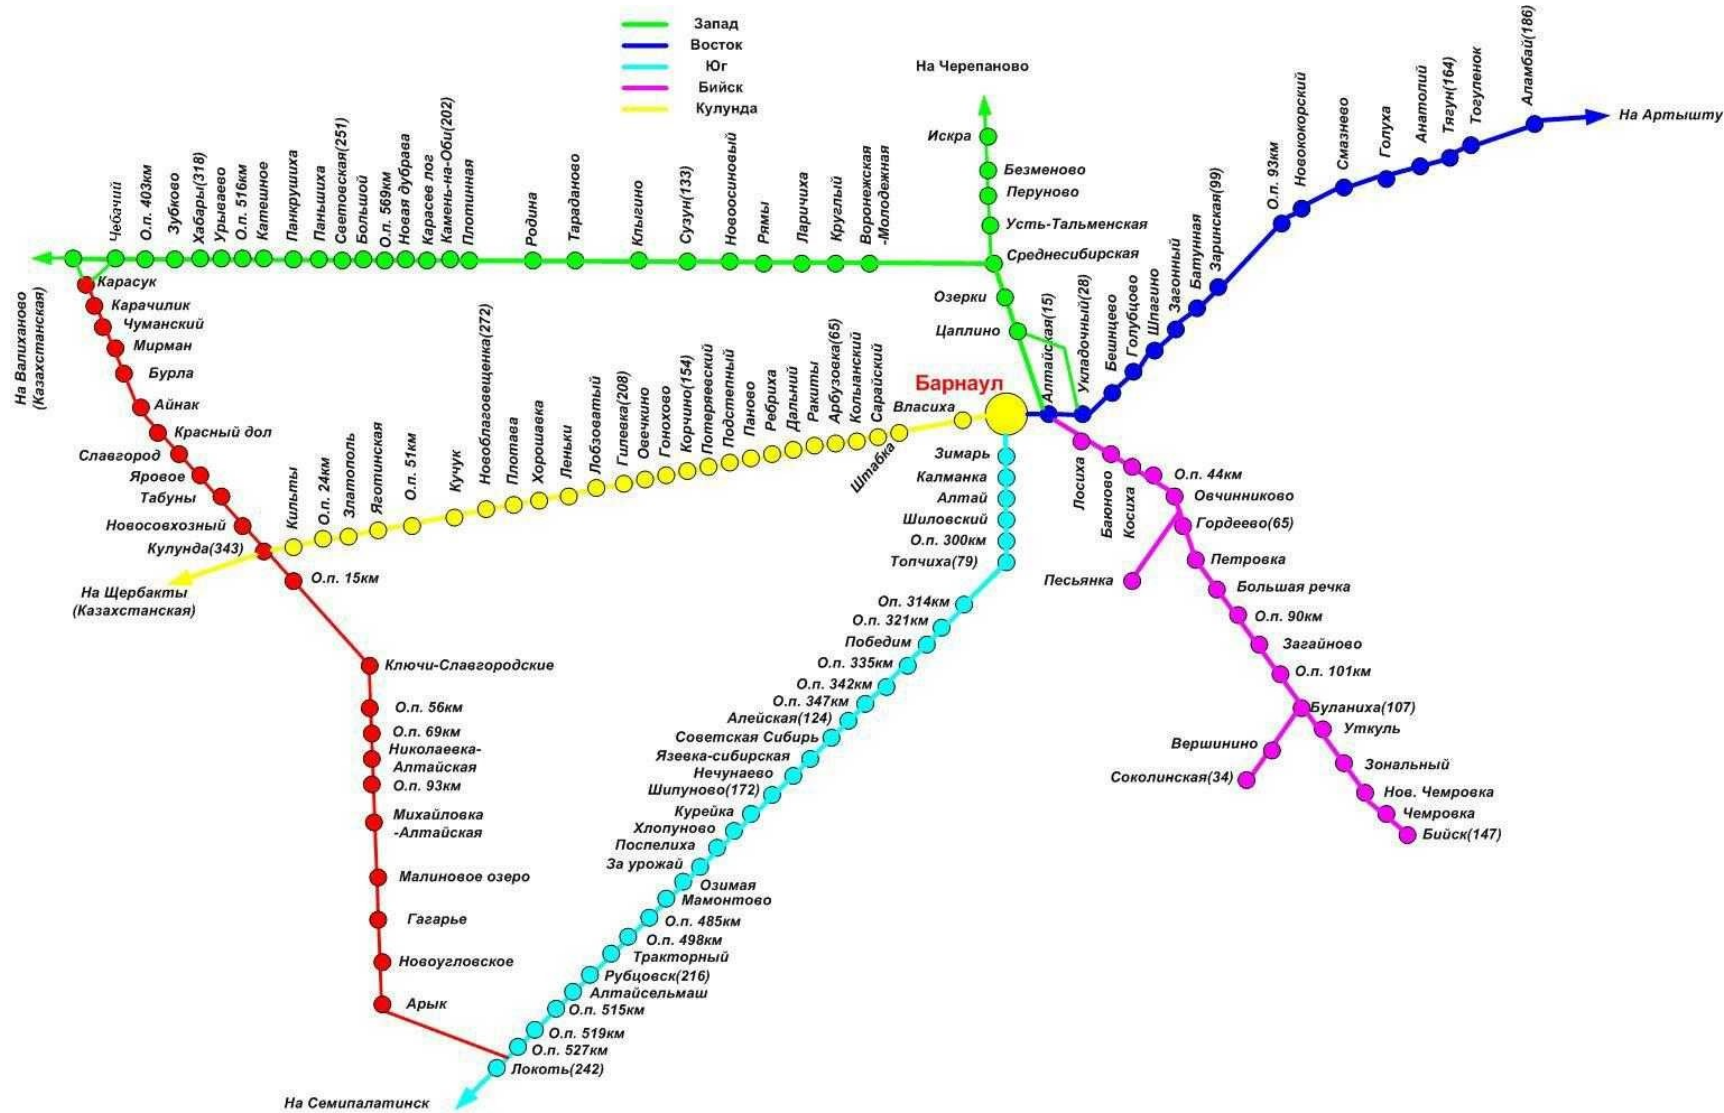 Запад
Восток
Юг
Бийск
Кулунда
На Черепаново
Искра
Безменово
Перуново
Усть-Тальменская
Среднесибирская
Озерки
Цаплино
На Валиханово
(Казахстанская)
Чебачий
О.п. 403км
Зубково
Хабары(318)
Урываево
О.п. 516км
Катешное
Панкрушиха
Паньшиха
Световская(251)
Большой
О.п. 569км
Новая дубрава
Карасев лог
Камень-на-Оби(202)
Плотинная
Родина
Тараданово
Клыгино
Сузун(133)
Новоосиновый
Рямы
Ларичиха
Круглый
Воронежская
-Молодежная
Алтайская(15)
Укладочный(28)
Бешенцево
Голубцово
Шпагино
Загонный
Батунная
Заринская(99)
О.п. 93км
Новокорский
Смазнево
Голуха
Анатолий
Тягун(164)
Тогуленок
Аламбай(186)
На Артышту
Карасук
Карачилик
Чуманский
Мирман
Бурла
Айнак
Красный дол
Славгород
Яровое
Табуны
Новосовхозный
Кулунда(343)
На Щербакты
(Казахстанская)
О.п. 15км
Ключи-Славгородские
О.п. 56км
О.п. 69км
Николаевка-
Алтайская
О.п. 93км
Михайловка
-Алтайская
Малиновое озеро
Гагарье
Новоугловское
Арык
Кильты
О.п. 24км
Златополь
Яготинская
О.п. 51км
Кучук
Новоблаговещенка(272)
Плотава
Хорошавка
Леньки
Лобзоватый
Гилевка(208)
Овечкино
Гонохово
Корчино(154)
Потеряевский
Подстепный
Паново
Ребриха
Дальний
Ракиты
Арбузовка(65)
Колыанский
Сарайский
Штабка
Власиха
Барнаул
Зимарь
Калманка
Алтай
Шиловский
О.п. 300км
Топчиха(79)
Оп. 314км
О.п. 321км
Победим
О.п. 335км
О.п. 342км
О.п. 347км
Алейская(124)
Советская Сибирь
Язевка-сибирская
Нечунаево
Шипуново(172)
Курейка
Хлопуново
Поспелиха
За урожай
Озимая
Мамонтово
О.п. 485км
О.п. 498км
Тракторный
Рубцовск(216)
Алтайсельмаш
О.п. 515км
О.п. 519км
О.п. 527км
Локоть(242)
На Семипалатинск
Лосиха
Баюново
Косиха
О.п. 44км
Овчинниково
Гордеево(65)
Песьянка
Петровка
Большая речка
О.п. 90км
Загайново
О.п. 101км
Буланиха(107)
Вершинино
Соколинская(34)
Уткуль
Зональный
Нов. Чемровка
Чемровка
Бийск(147)